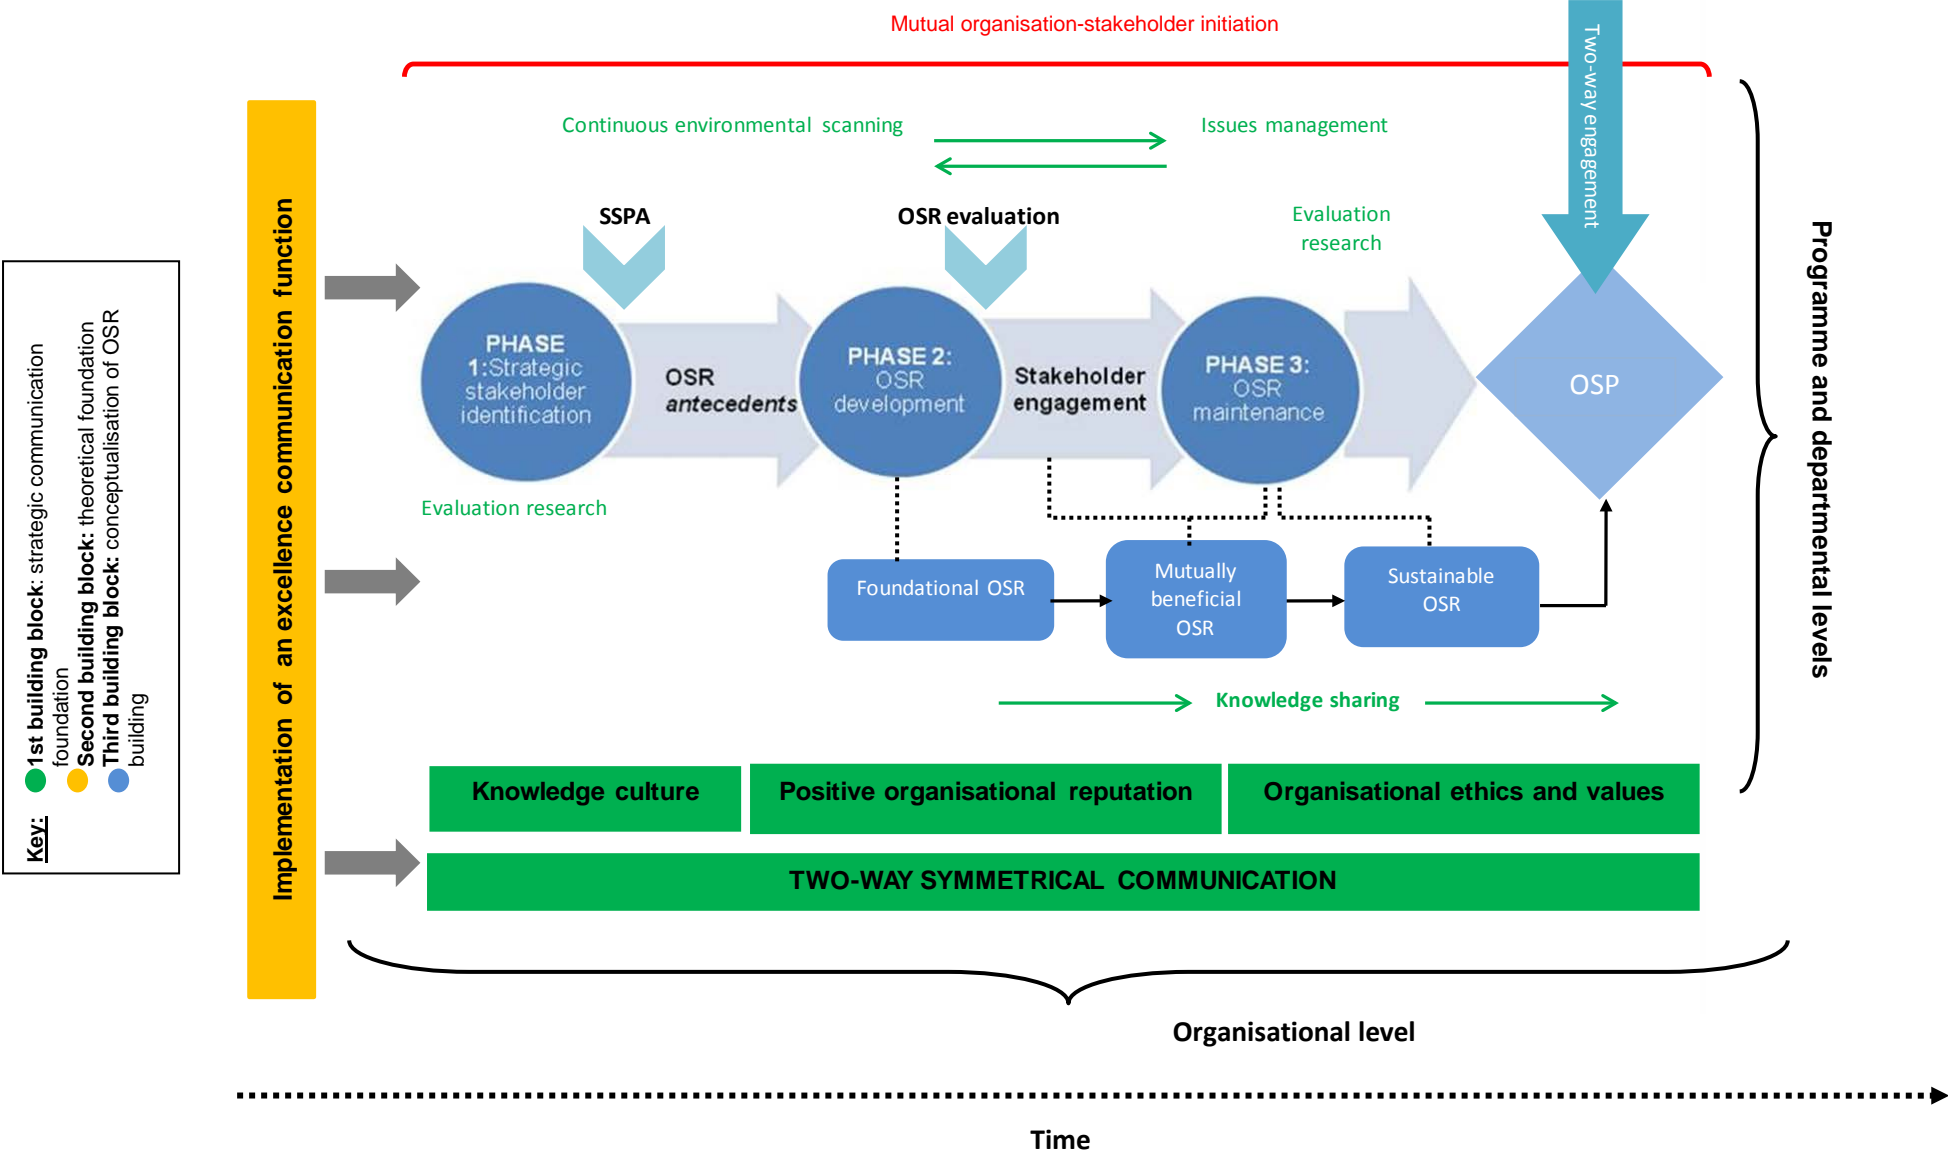 Mutual organisation-stakeholder initiation
Two-way engagement
Continuous environmental scanning
Issues management
SSPA
OSR evaluation
Evaluation
research
Implementation of an excellence communication function
PHASE
1:Strategic
stakeholder
identification
OSR
antecedents
PHASE 2:
OSR
development
Stakeholder
engagement
PHASE 3:
OSR
maintenance
OSP
Programme and departmental levels
Evaluation research
Foundational OSR
Mutually
beneficial
OSR
Sustainable
OSR
Knowledge sharing
Knowledge culture
Positive organisational reputation
Organisational ethics and values
TWO-WAY SYMMETRICAL COMMUNICATION
Organisational level
Time
Key:
1st building block: strategic communication
foundation
Second building block: theoretical foundation
Third building block: conceptualisation of OSR
building